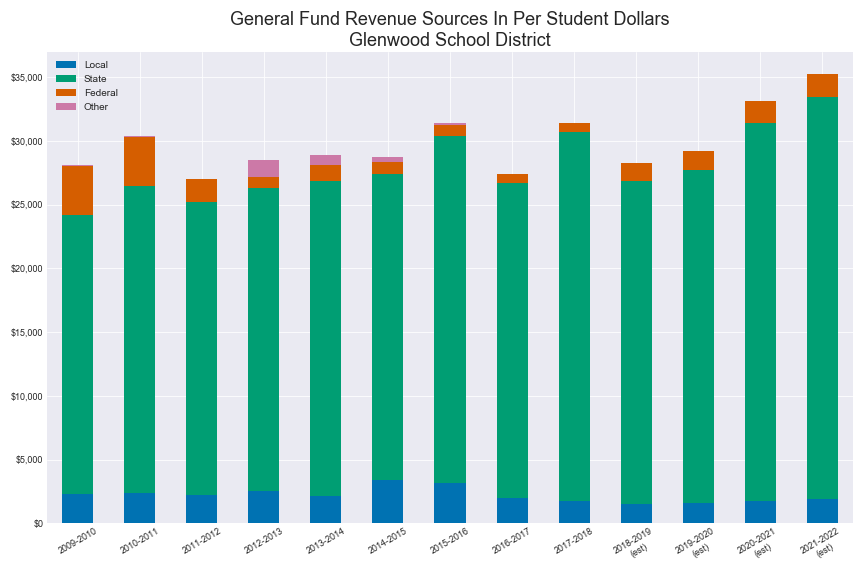 General Fund Revenue Sources In Per Student Dollars
Glenwood School District
Local
State
Federal
Other
$35,000
$30,000
$25,000
$20,000
$15,000
$10,000
$5,000
$0
2009-2010
2010-2011
2011-2012
2012-2013
2013-2014
2014-2015
2015-2016
2016-2017
2017-2018
2018-2019
(est)
2019-2020
(est)
2020-2021
(est)
2021-2022
(est)